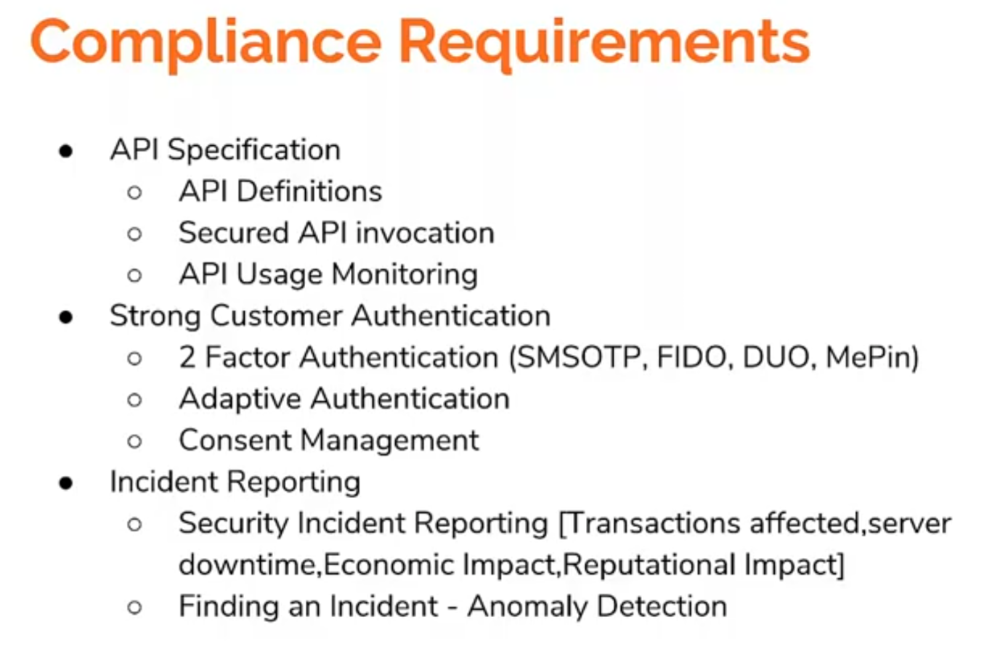 Compliance Requirements
● API Specification
○ API Definitions
○ Secured API invocation
○ API Usage Monitoring
● Strong Customer Authentication
○ 2 Factor Authentication (SMSOTP, FIDO, DUO, MePin)
○ Adaptive Authentication
○ Consent Management
● Incident Reporting
○ Security Incident Reporting [Transactions affected,server
downtime,Economic Impact,Reputational Impact]
○ Finding an Incident - Anomaly Detection